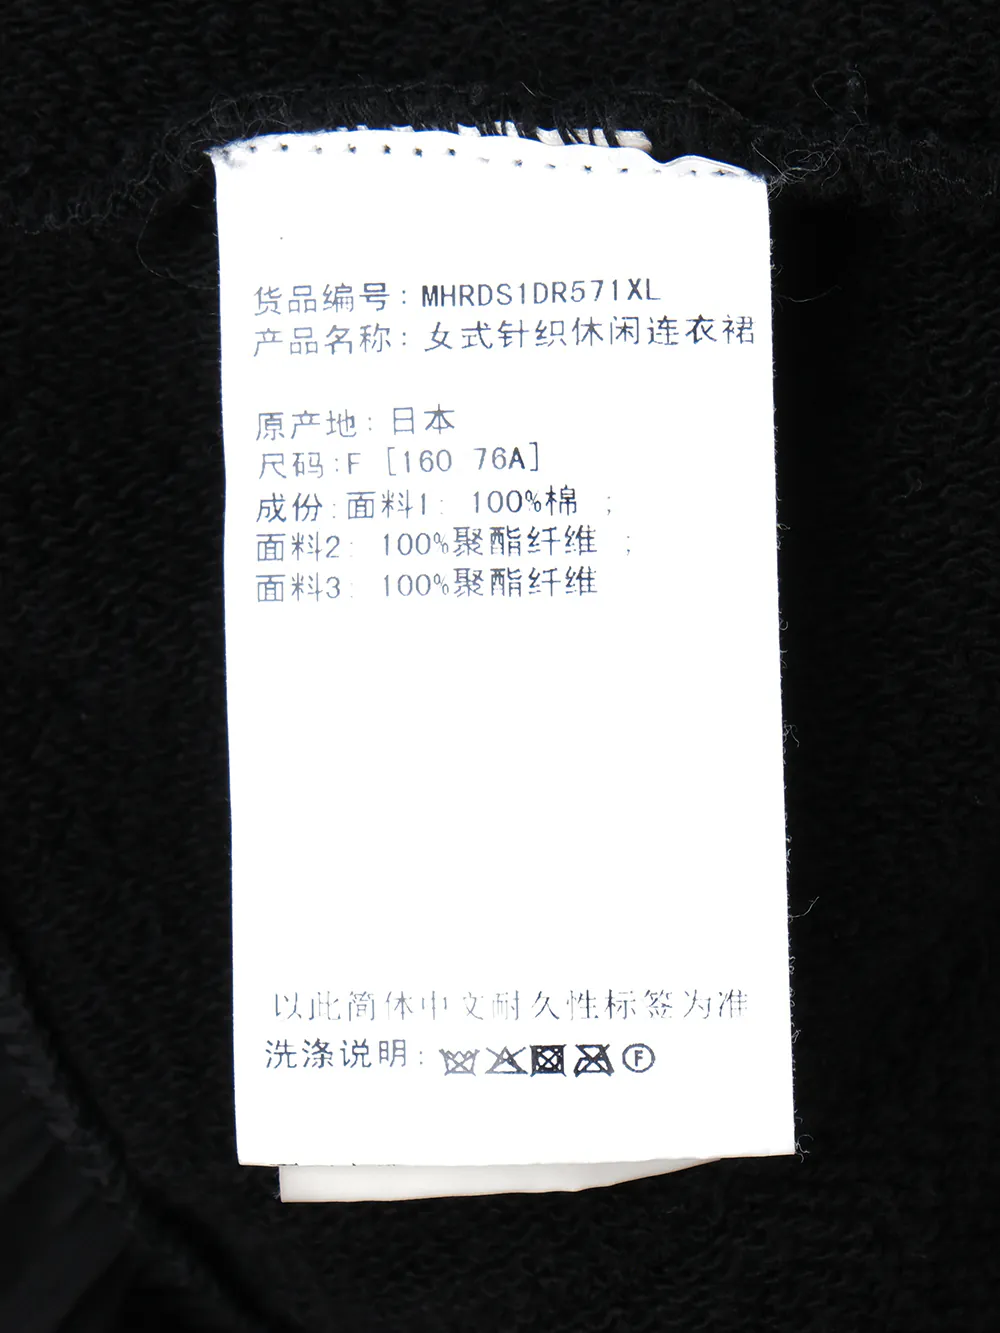 货品编号: MHRDS1DR571XL
产品名称: 女式针织休闲连衣裙
原产地: 日本
尺码:F [160 76A]
成份:面料1: 100%棉 ;
面料2: 100%聚酯纤维 ;
面料3: 100%聚酯纤维
以此简体中文耐久性标签为准
洗涤说明: F